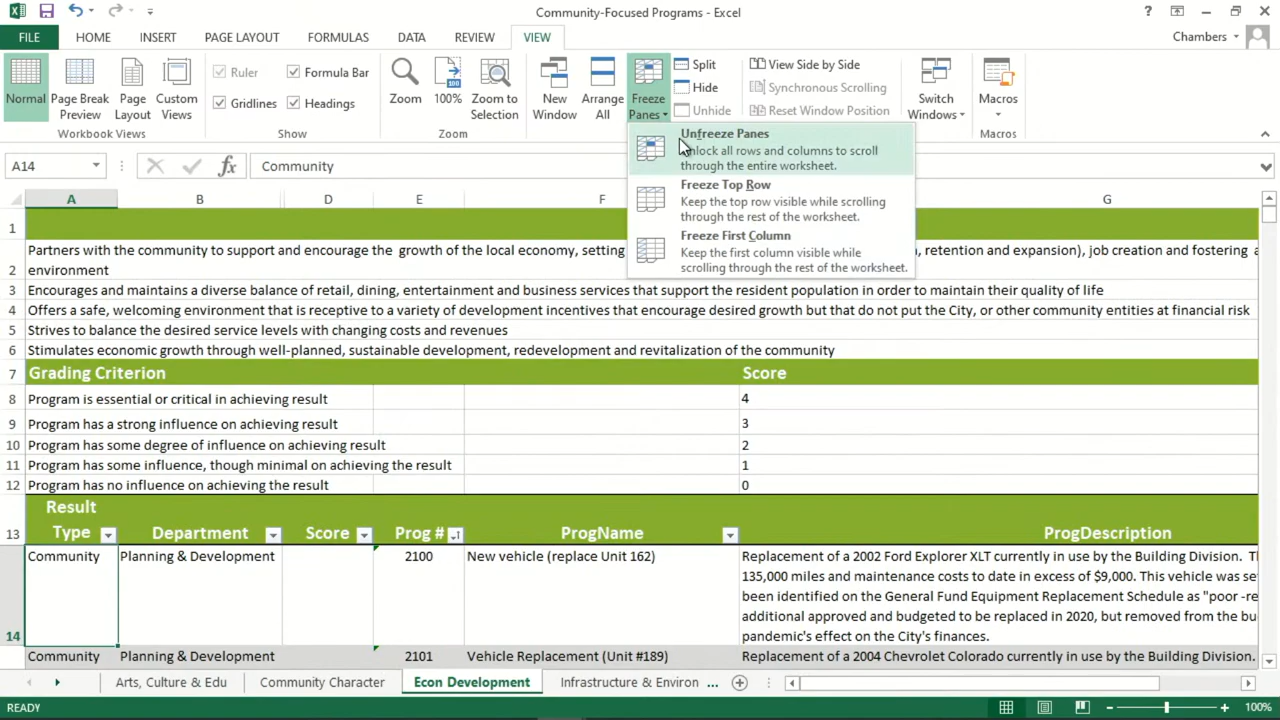 Community-Focused Programs - Excel
?
FILE HOME INSERT PAGE LAYOUT FORMULAS DATA REVIEW VIEW Chambers
Normal
Page Break Preview
Page Layout
Custom Views
Workbook Views
Ruler
Formula Bar
Gridlines
Headings
Show
Zoom
100
100%
Zoom to Selection
Zoom
New Window
Arrange All
Freeze Panes
Split
Hide
Unhide
View Side by Side
Synchronous Scrolling
Reset Window Position
Switch Windows
Macros
Macros
Unfreeze Panes
Unlock all rows and columns to scroll
through the entire worksheet.
Freeze Top Row
Keep the top row visible while scrolling
through the rest of the worksheet.
Freeze First Column
Keep the first column visible while
scrolling through the rest of the worksheet.
A14 fx Community
A B D E F G
1
Partners with the community to support and encourage the growth of the local economy, setting , retention and expansion), job creation and fostering a
2 environment
3 Encourages and maintains a diverse balance of retail, dining, entertainment and business services that support the resident population in order to maintain their quality of life
4 Offers a safe, welcoming environment that is receptive to a variety of development incentives that encourage desired growth but that do not put the City, or other community entities at financial risk
5 Strives to balance the desired service levels with changing costs and revenues
6 Stimulates economic growth through well-planned, sustainable development, redevelopment and revitalization of the community
7 Grading Criterion Score
8 Program is essential or critical in achieving result 4
9 Program has a strong influence on achieving result 3
10 Program has some degree of influence on achieving result 2
11 Program has some influence, though minimal on achieving the result 1
12 Program has no influence on achieving the result 0
Result
13 Type Department Score Prog # ProgName ProgDescription
Community Planning & Development 2100 New vehicle (replace Unit 162) Replacement of a 2002 Ford Explorer XLT currently in use by the Building Division. T
135,000 miles and maintenance costs to date in excess of $9,000. This vehicle was se
been identified on the General Fund Equipment Replacement Schedule as "poor -re
additional approved and budgeted to be replaced in 2020, but removed from the bu
14 pandemic's effect on the City's finances.
Community Planning & Development 2101 Vehicle Replacement (Unit #189) Replacement of a 2004 Chevrolet Colorado currently in use by the Building Division.
Arts, Culture & Edu Community Character Econ Development Infrastructure & Environ ...
READY 100%